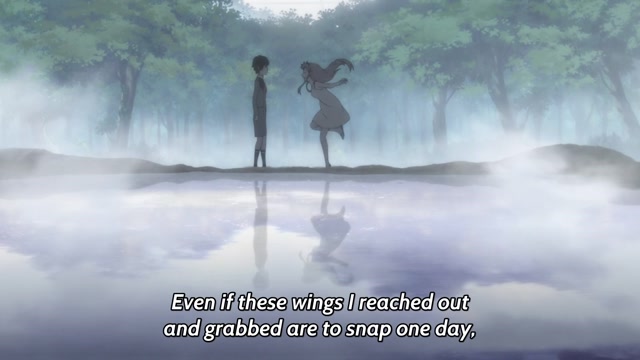 Even if these wings I reached out
and grabbed are to snap one day,